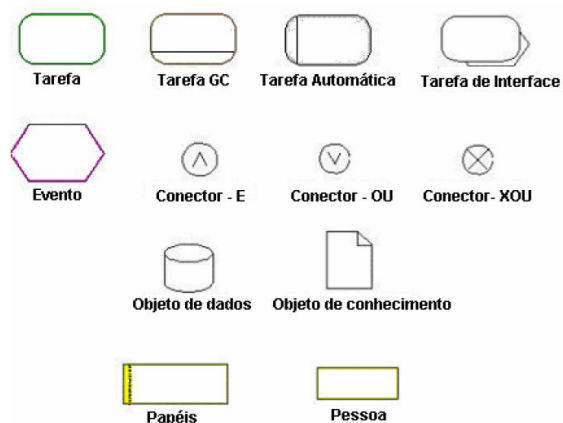 Tarefa
Tarefa GC
Tarefa Automática
Tarefa de Interface
Evento
Conector - E
Conector - OU
Conector- XOU
Objeto de dados
Objeto de conhecimento
Papéis
Pessoa